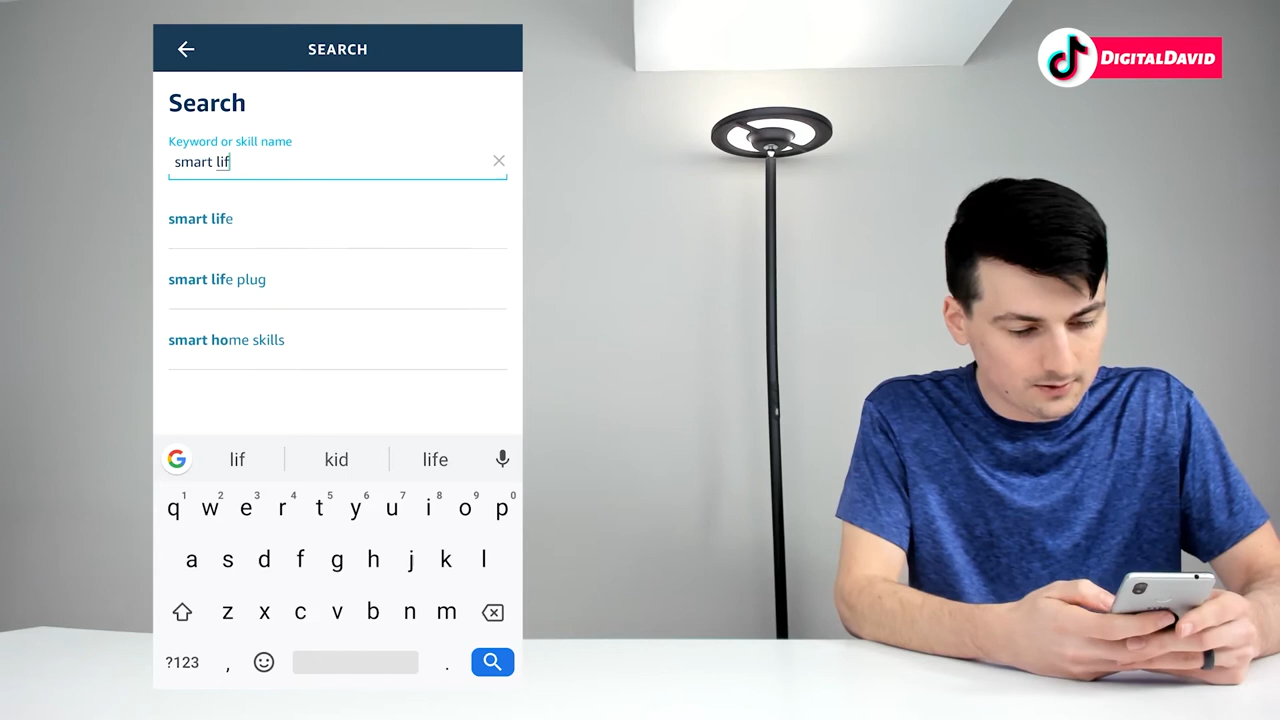 SEARCH
DIGITALDAVID
Search
Keyword or skill name
smart lif
smart life
smart life plug
smart home skills
lif kid life
1 2 3 4 5 6 7 8 9 0
q w e r t y u i o p
a s d f g h j k l
z x c v b n m
?123 , .